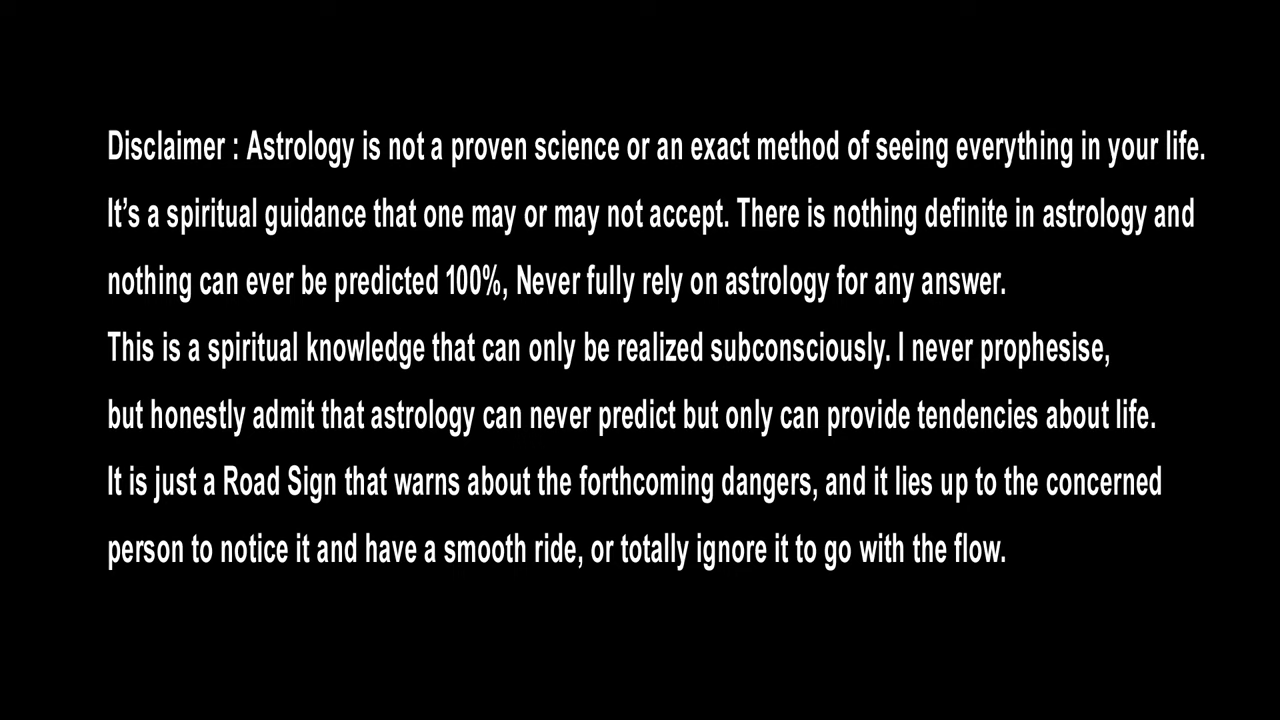 Disclaimer : Astrology is not a proven science or an exact method of seeing everything in your life.
It's a spiritual guidance that one may or may not accept. There is nothing definite in astrology and
nothing can ever be predicted 100%, Never fully rely on astrology for any answer.
This is a spiritual knowledge that can only be realized subconsciously. I never prophesise,
but honestly admit that astrology can never predict but only can provide tendencies about life.
It is just a Road Sign that warns about the forthcoming dangers, and it lies up to the concerned
person to notice it and have a smooth ride, or totally ignore it to go with the flow.